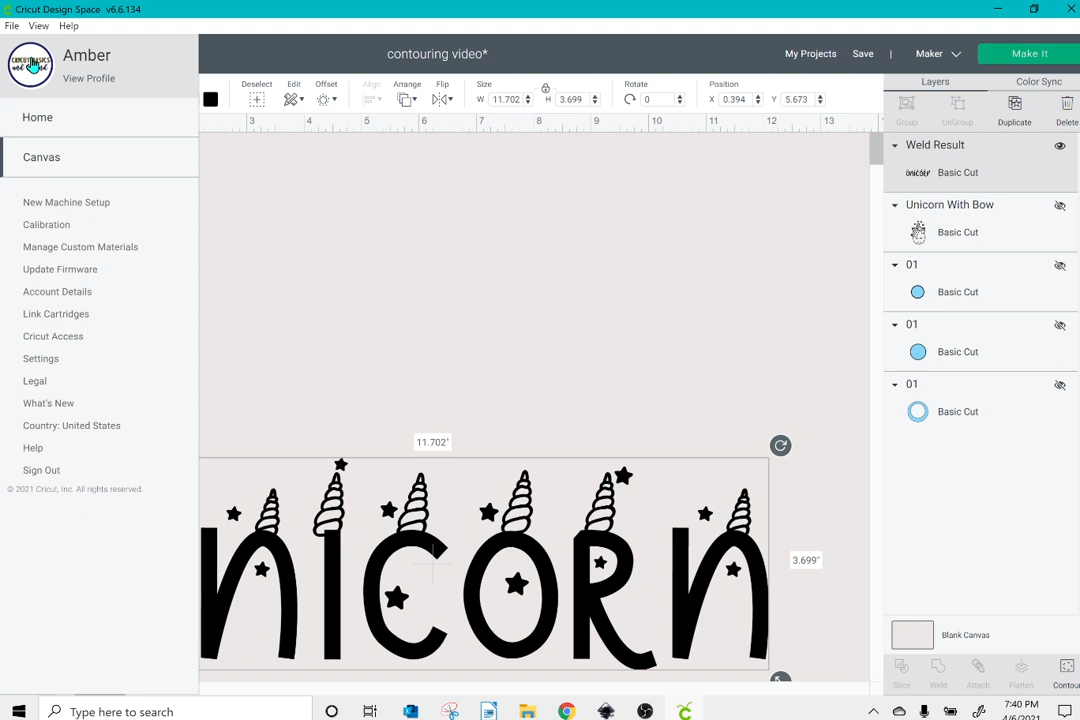 Cricut Design Space v6.6.134
File View Help
Amber
View Profile
contouring video*
My Projects Save | Maker Make It
Deselect Edit Offset Align Arrange Flip Size Rotate Position
W 11.702 H 3.699 0 X 0.394 Y 5.673
Layers Color Sync
Group UnGroup Duplicate Delete
Home
Canvas
New Machine Setup
Calibration
Manage Custom Materials
Update Firmware
Account Details
Link Cartridges
Cricut Access
Settings
Legal
What's New
Country: United States
Help
Sign Out
© 2021 Cricut, Inc. All rights reserved.
3 4 5 6 7 8 9 10 11 12 13
11.702"
3.699"
nicorn
Weld Result
Basic Cut
Unicorn With Bow
Basic Cut
01
Basic Cut
01
Basic Cut
01
Basic Cut
Blank Canvas
Slice Weld Attach Flatten Contour
Type here to search
7:40 PM
4/6/2021